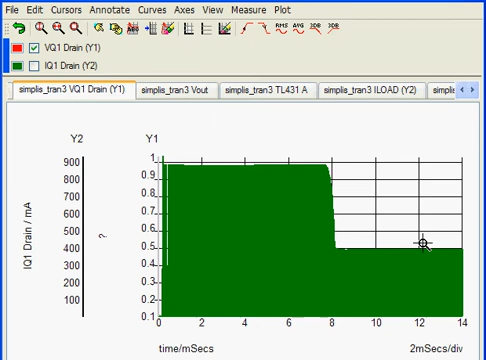 File Edit Cursors Annotate Curves Axes View Measure Plot
ABC RMS AVG 3DB 3DB
VQ1 Drain (Y1)
IQ1 Drain (Y2)
simplis_tran3 VQ1 Drain (Y1) simplis_tran3 Vout simplis_tran3 TL431 A simplis_tran3 ILOAD (Y2) simplis
Y2 Y1
900 1
800 0.9
700 0.8
600 0.7
500 0.6
400 0.5
300 0.4
200 0.3
100 0.2
0.1
IQ1 Drain / mA
?
0 2 4 6 8 10 12 14
time/mSecs 2mSecs/div